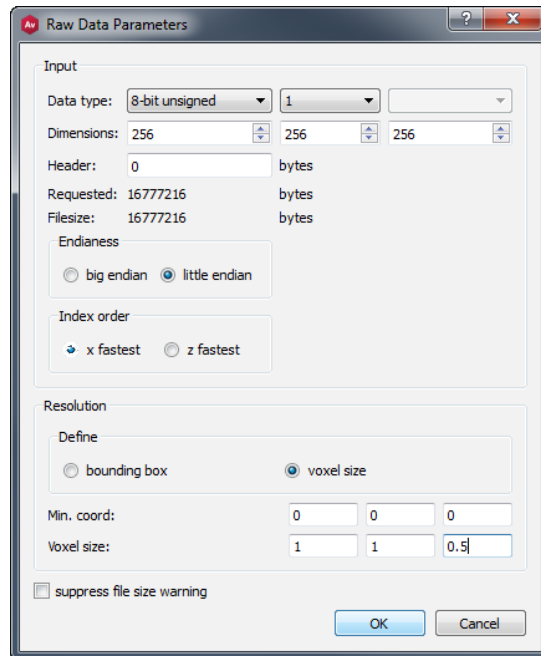 Av Raw Data Parameters ? X
Input
Data type: 8-bit unsigned 1
Dimensions: 256 256 256
Header: 0 bytes
Requested: 16777216 bytes
Filesize: 16777216 bytes
Endianess
big endian little endian
Index order
x fastest z fastest
Resolution
Define
bounding box voxel size
Min. coord: 0 0 0
Voxel size: 1 1 0.5
suppress file size warning
OK Cancel